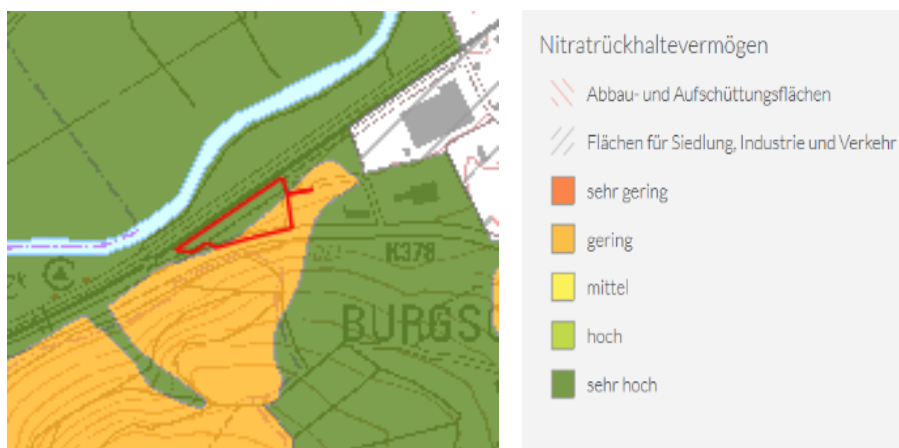 K378
BURGS
Nitratrückhaltevermögen
Abbau- und Aufschüttungsflächen
Flächen für Siedlung, Industrie und Verkehr
sehr gering
gering
mittel
hoch
sehr hoch